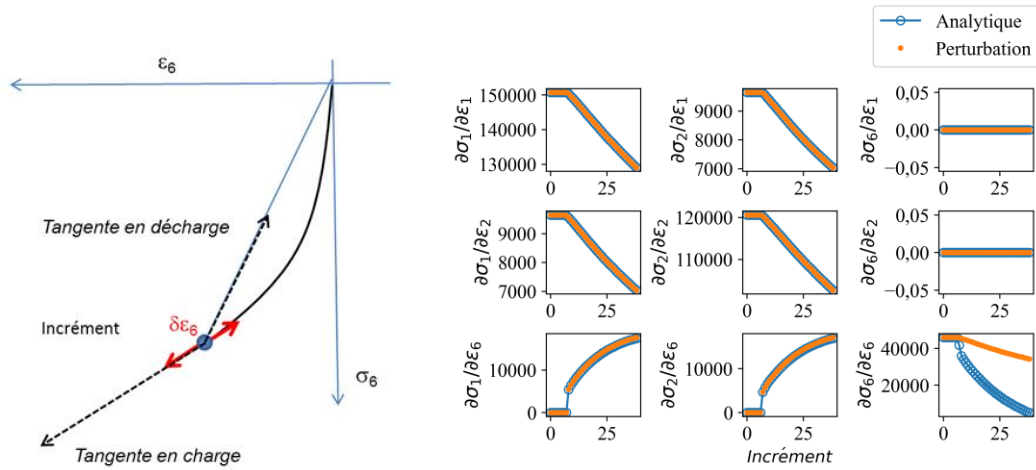 ε6
Tangente en décharge
Incrément
δε6
σ6
Tangente en charge
Analytique
Perturbation
∂σ1/∂ε1
150000
140000
130000
0 25
∂σ2/∂ε1
9000
8000
7000
0 25
∂σ6/∂ε1
0,05
0,00
−0,05
0 25
∂σ1/∂ε2
9000
8000
7000
0 25
∂σ2/∂ε2
120000
110000
0 25
∂σ6/∂ε2
0,05
0,00
−0,05
0 25
∂σ1/∂ε6
10000
0
0 25
∂σ2/∂ε6
10000
0
0 25
∂σ6/∂ε6
40000
20000
0 25
Incrément